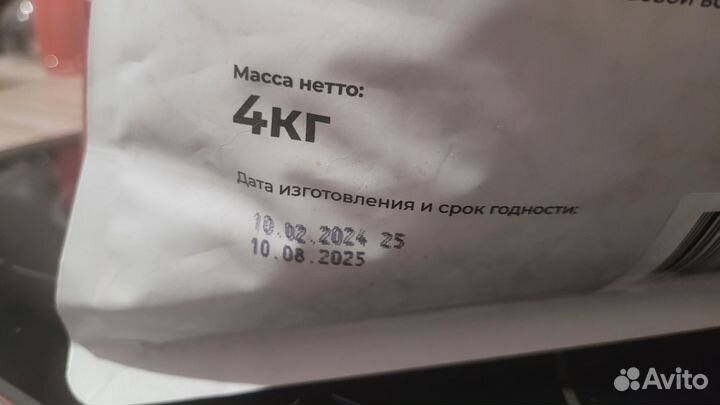 Масса нетто:
4кг
Дата изготовления и срок годности:
10.02.2024 25
10.08.2025
Avito